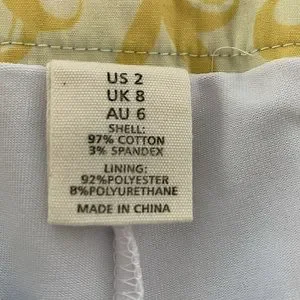 US 2
UK 8
AU 6
SHELL:
97% COTTON
3% SPANDEX
LINING:
92%POLYESTER
8%POLYURETHANE
MADE IN CHINA